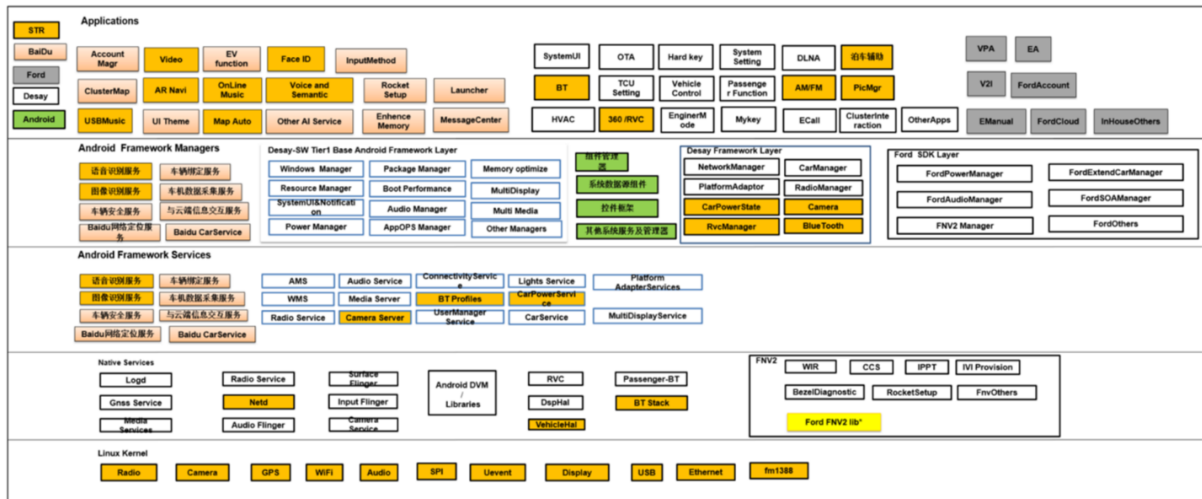 Applications
STR
BaiDu
Ford
Desay
Android
Account
Magr
Video
EV
function
Face ID
InputMethod
ClusterMap
AR Navi
OnLine
Music
Voice and
Semantic
Rocket
Setup
Launcher
USBMusic
UI Theme
Map Auto
Other AI Service
Enhence
Memory
MessageCenter
SystemUI
OTA
Hard key
System
Setting
DLNA
泊车辅助
BT
TCU
Setting
Vehicle
Control
Passenge
r Function
AM/FM
PicMgr
HVAC
360 /RVC
EnginerM
ode
Mykey
ECall
ClusterInte
raction
OtherApps
VPA
EA
V2I
FordAccount
EManual
FordCloud
InHouseOthers
Android Framework Managers
语音识别服务
车辆绑定服务
图像识别服务
车机数据采集服务
车辆安全服务
与云端信息交互服务
Baidu网络定位服
务
Baidu CarService
Desay-SW Tier1 Base Android Framework Layer
Windows Manager
Package Manager
Memory optimize
Resource Manager
Boot Performance
MultiDisplay
SystemUI&Notificati
on
Audio Manager
Multi Media
Power Manager
AppOPS Manager
Other Managers
组件管理
器
系统数据源组件
控件框架
其他系统服务及管理器
Desay Framework Layer
NetworkManager
CarManager
PlatformAdaptor
RadioManager
CarPowerState
Camera
RvcManager
BlueTooth
Ford SDK Layer
FordPowerManager
FordExtendCarManager
FordAudioManager
FordSOAManager
FNV2 Manager
FordOthers
Android Framework Services
语音识别服务
车辆绑定服务
图像识别服务
车机数据采集服务
车辆安全服务
与云端信息交互服务
Baidu网络定位服务
Baidu CarService
AMS
Audio Service
ConnectivityServic
e
Lights Service
Platform
AdapterServices
WMS
Media Server
BT Profiles
CarPowerServi
ce
Radio Service
Camera Server
UserManager
Service
CarService
MultiDisplayService
Native Services
Logd
Radio Service
Surface
Flinger
Gnss Service
Netd
Input Flinger
Media
Services
Audio Flinger
Camera
Service
Android DVM
/
Libraries
RVC
Passenger-BT
DspHal
BT Stack
VehicleHal
FNV2
WIR
CCS
IPPT
IVI Provision
BezelDiagnostic
RocketSetup
FnvOthers
Ford FNV2 lib*
Linux Kernel
Radio
Camera
GPS
WiFi
Audio
SPI
Uevent
Display
USB
Ethernet
fm1388